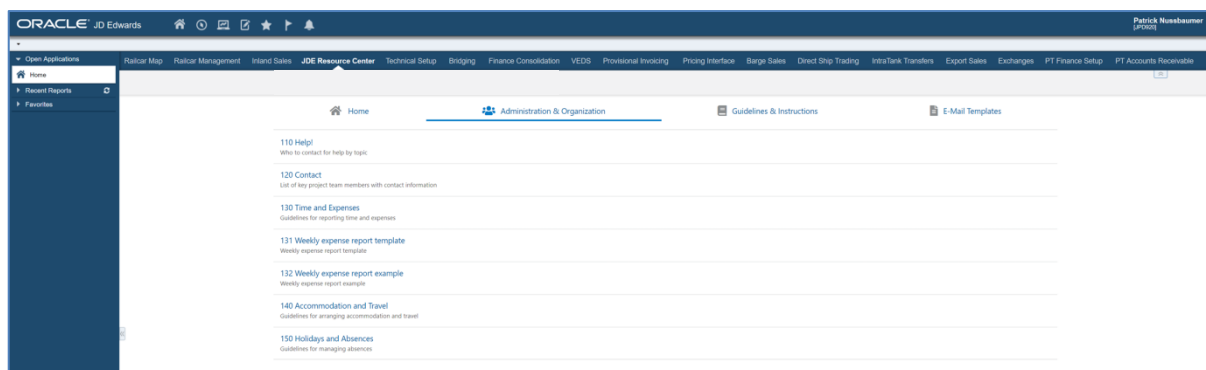 ORACLE JD Edwards
Patrick Nussbaumer
[JPD920]
Open Applications
Home
Recent Reports
Favorites
Railcar Map Railcar Management Inland Sales JDE Resource Center Technical Setup Bridging Finance Consolidation VEDS Provisional Invoicing Pricing Interface Barge Sales Direct Ship Trading IntraTank Transfers Export Sales Exchanges PT Finance Setup PT Accounts Receivable
Home Administration & Organization Guidelines & Instructions E-Mail Templates
110 Help!
Who to contact for help by topic
120 Contact
List of key project team members with contact information
130 Time and Expenses
Guidelines for reporting time and expenses
131 Weekly expense report template
Weekly expense report template
132 Weekly expense report example
Weekly expense report example
140 Accommodation and Travel
Guidelines for arranging accommodation and travel
150 Holidays and Absences
Guidelines for managing absences